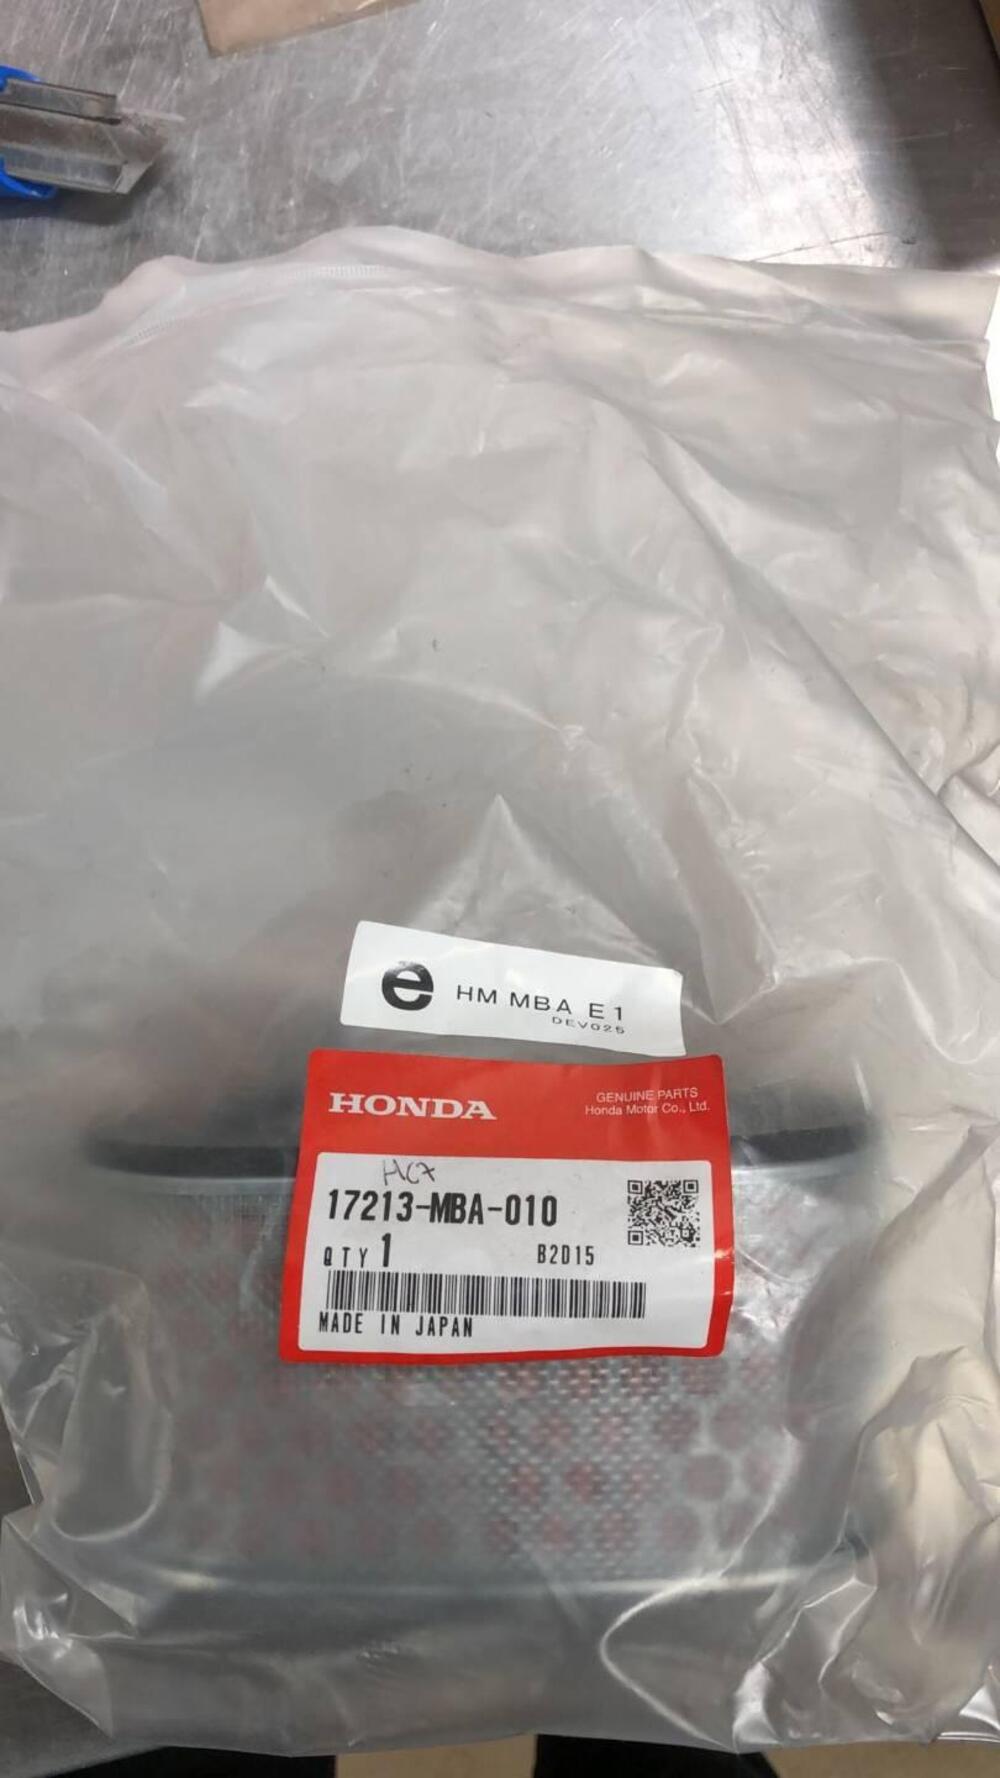 e HM MBA E1
DEV025
HONDA
GENUINE PARTS
Honda Motor Co., Ltd.
17213-MBA-010
QTY 1 B2D15
MADE IN JAPAN